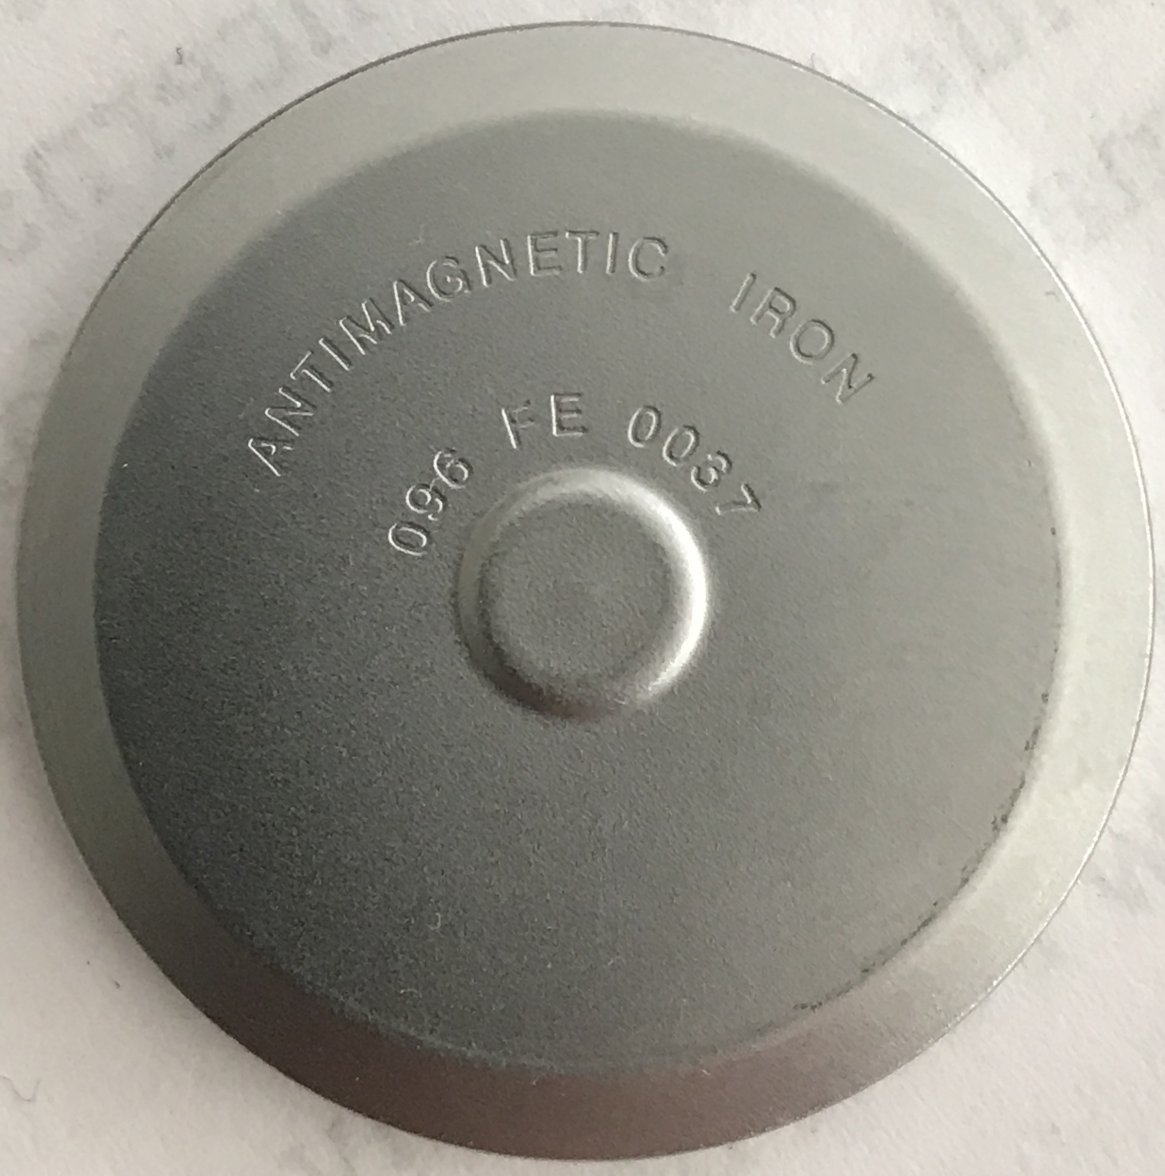 ANTIMAGNETIC IRON
096 FE 0037